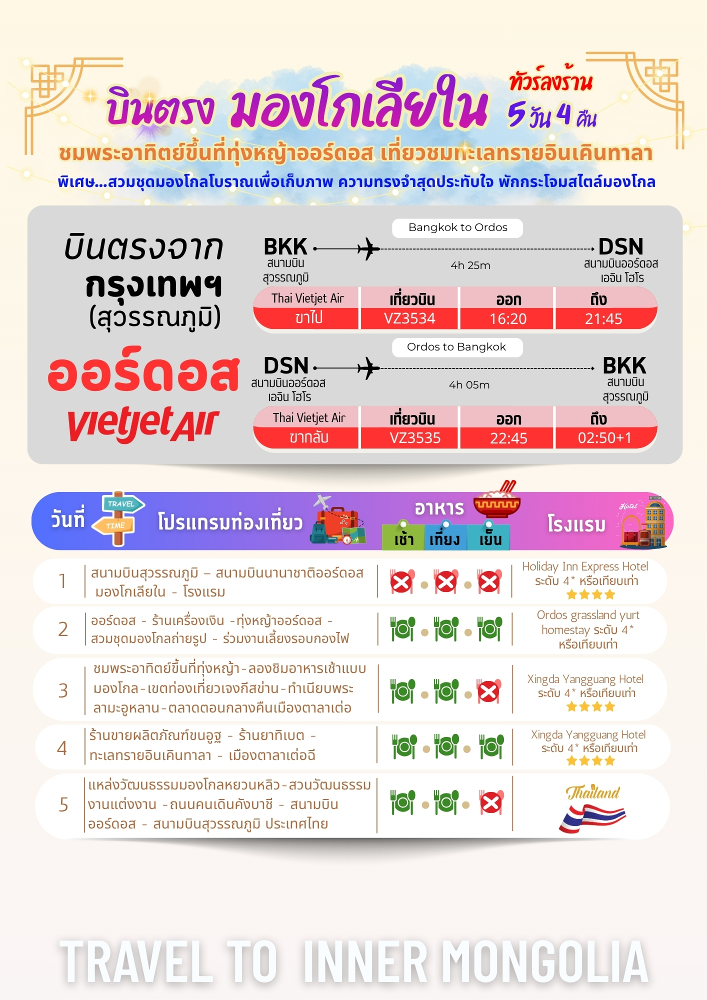 ทัวร์ลงร้าน
บินตรง มองโกเลียใน 5 วัน 4 คืน
ชมพระอาทิตย์ขึ้นที่ทุ่งหญ้าออร์ดอส เที่ยวชมทะเลทรายอินเคินทาลา
พิเศษ...สวมชุดมองโกลโบราณเพื่อเก็บภาพ ความทรงจำสุดประทับใจ พักกระโจมสไตล์มองโกล
บินตรงจาก
กรุงเทพฯ
(สุวรรณภูมิ)
ออร์ดอส
vietjet Air
Bangkok to Ordos
BKK DSN
สนามบิน สนามบินออร์ดอส
4h 25m
สุวรรณภูมิ เอจิน โฮโร
Thai Vietjet Air เที่ยวบิน ออก ถึง
ขาไป VZ3534 16:20 21:45
Ordos to Bangkok
DSN BKK
สนามบินออร์ดอส สนามบิน
4h 05m
เอจิน โฮโร สุวรรณภูมิ
Thai Vietjet Air เที่ยวบิน ออก ถึง
ขากลับ VZ3535 22:45 02:50+1
วันที่
TRAVEL
TIME
โปรแกรมท่องเที่ยว
อาหาร
เช้า เที่ยง เย็น
โรงแรม
Hotel
1
สนามบินสุวรรณภูมิ – สนามบินนานาชาติออร์ดอส
มองโกเลียใน - โรงแรม
Holiday Inn Express Hotel
ระดับ 4* หรือเทียบเท่า
2
ออร์ดอส - ร้านเครื่องเงิน -ทุ่งหญ้าออร์ดอส -
สวมชุดมองโกลถ่ายรูป - ร่วมงานเลี้ยงรอบกองไฟ
Ordos grassland yurt
homestay ระดับ 4*
หรือเทียบเท่า
3
ชมพระอาทิตย์ขึ้นที่ทุ่งหญ้า-ลองชิมอาหารเช้าแบบ
มองโกล-เขตท่องเที่ยวเจงกีสข่าน-ทำเนียบพระ
ลามะอูหลาน-ตลาดตอนกลางคืนเมืองตาลาเต่อ
Xingda Yangguang Hotel
ระดับ 4* หรือเทียบเท่า
4
ร้านขายผลิตภัณฑ์ขนอูฐ - ร้านยาทิเบต -
ทะเลทรายอินเคินทาลา - เมืองตาลาเต่อฉี
Xingda Yangguang Hotel
ระดับ 4* หรือเทียบเท่า
5
แหล่งวัฒนธรรมมองโกลหยวนหลิว-สวนวัฒนธรรม
งานแต่งงาน -ถนนคนเดินคังบาชี - สนามบิน
ออร์ดอส - สนามบินสุวรรณภูมิ ประเทศไทย
Thailand
TRAVEL TO INNER MONGOLIA